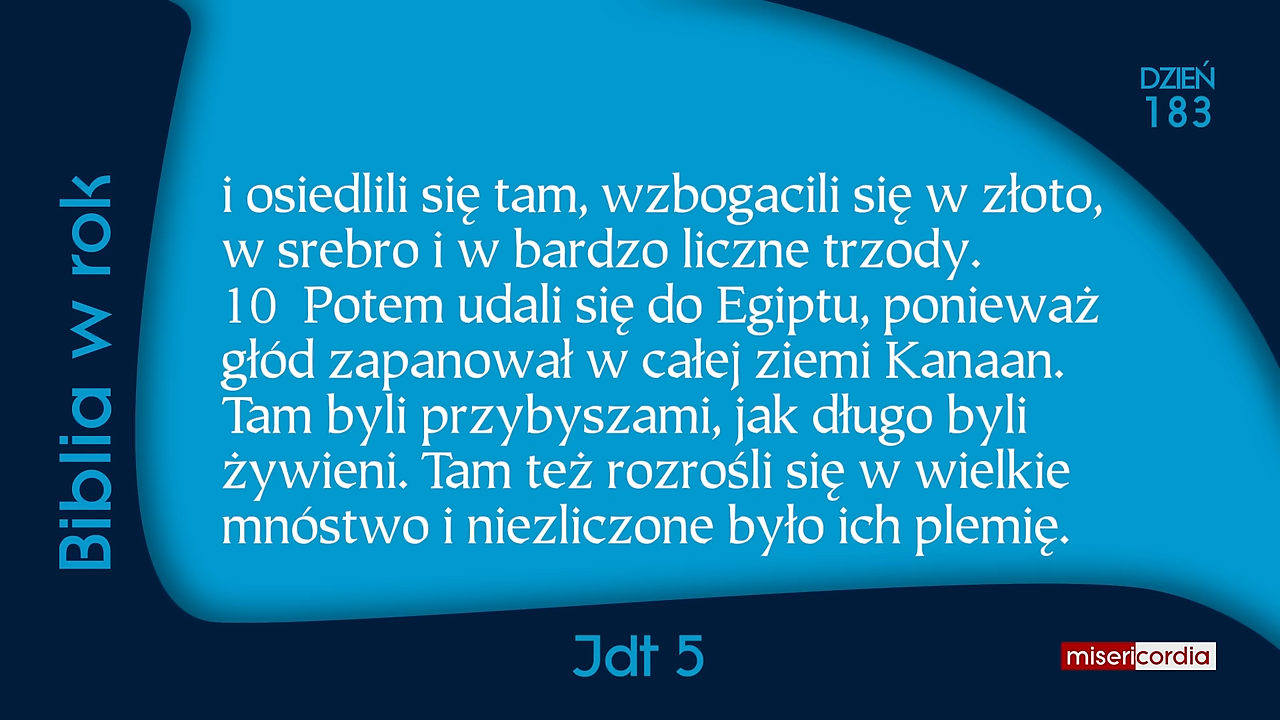 DZIEŃ
183
Biblia w rok
i osiedlili się tam, wzbogacili się w złoto,
w srebro i w bardzo liczne trzody.
10 Potem udali się do Egiptu, ponieważ
głód zapanował w całej ziemi Kanaan.
Tam byli przybyszami, jak długo byli
żywieni. Tam też rozrośli się w wielkie
mnóstwo i niezliczone było ich plemię.
Jdt 5
misericordia